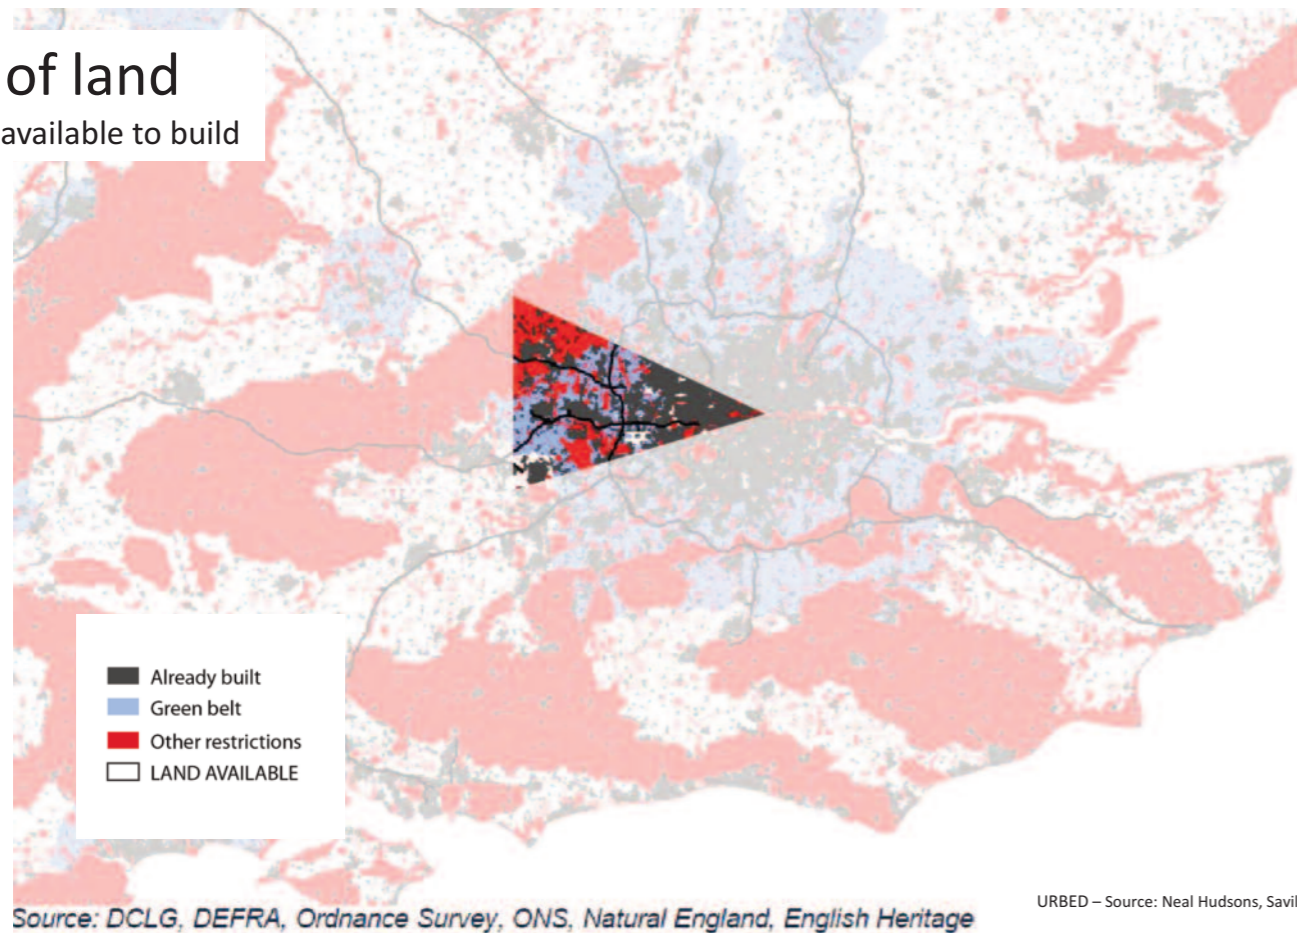 of land
available to build
Already built
Green belt
Other restrictions
LAND AVAILABLE
Source: DCLG, DEFRA, Ordnance Survey, ONS, Natural England, English Heritage
URBED – Source: Neal Hudsons, Savil